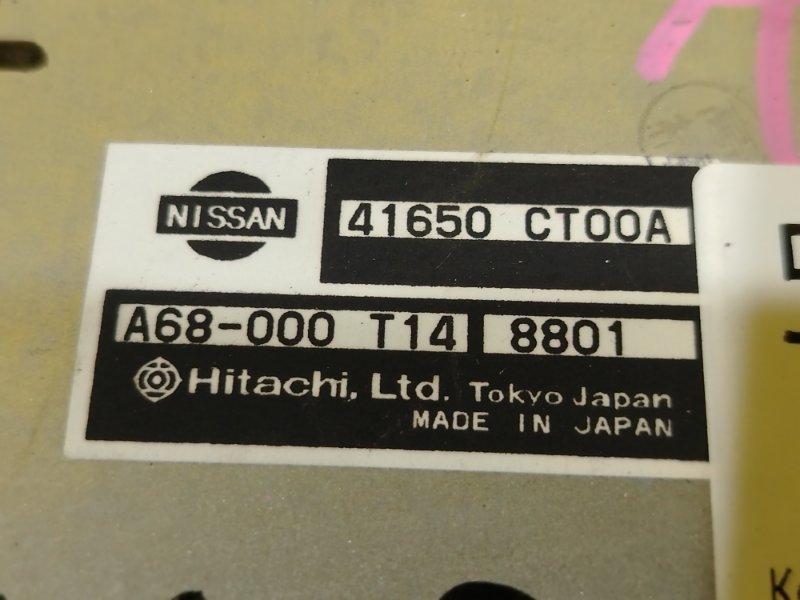 NISSAN
41650 CT00A
A68-000 T14 8801
Hitachi, Ltd. Tokyo Japan
MADE IN JAPAN